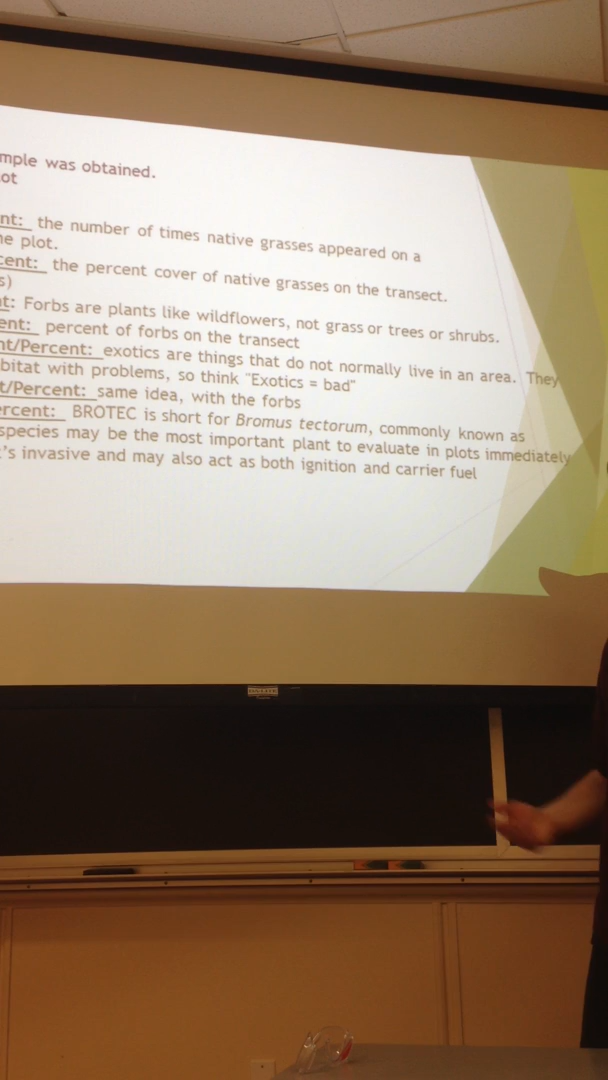 mple was obtained.
ot
nt: the number of times native grasses appeared on a
ne plot.
cent: the percent cover of native grasses on the transect.
s)
nt: Forbs are plants like wildflowers, not grass or trees or shrubs.
ent: percent of forbs on the transect
nt/Percent: exotics are things that do not normally live in an area. They
bitat with problems, so think "Exotics = bad"
t/Percent: same idea, with the forbs
ercent: BROTEC is short for Bromus tectorum, commonly known as
species may be the most important plant to evaluate in plots immediately
t's invasive and may also act as both ignition and carrier fuel